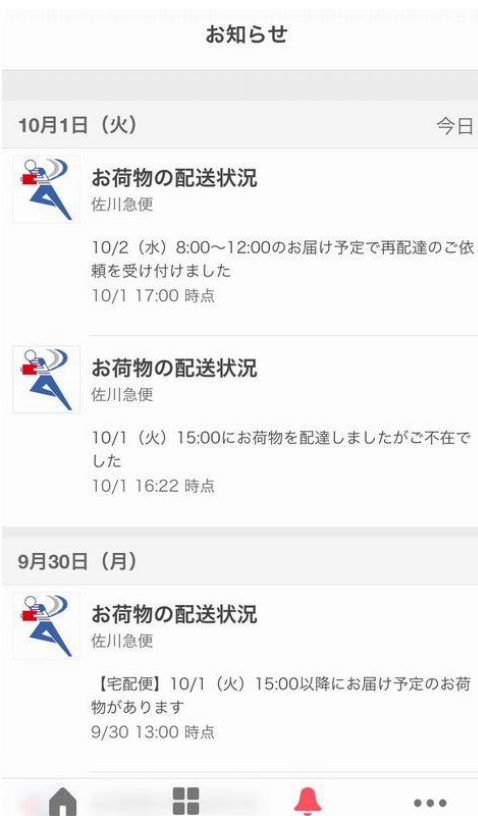 お知らせ
10月1日（火） 今日
お荷物の配送状況
佐川急便
10/2（水）8:00〜12:00のお届け予定で再配達のご依
頼を受け付けました
10/1 17:00 時点
お荷物の配送状況
佐川急便
10/1（火）15:00にお荷物を配達しましたがご不在で
した
10/1 16:22 時点
9月30日（月）
お荷物の配送状況
佐川急便
【宅配便】10/1（火）15:00以降にお届け予定のお荷
物があります
9/30 13:00 時点